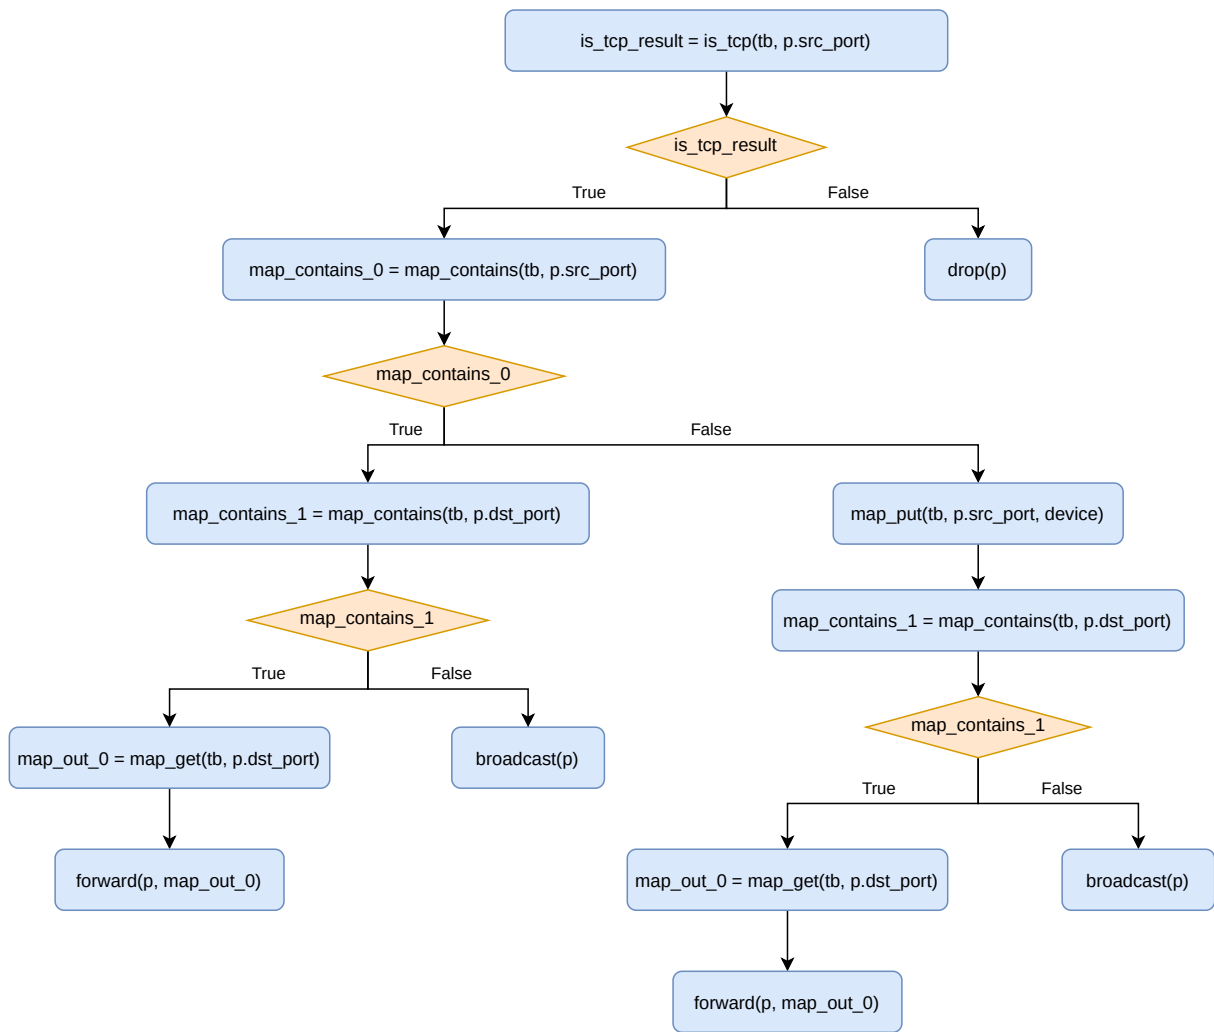 is_tcp_result = is_tcp(tb, p.src_port)
is_tcp_result
True
False
map_contains_0 = map_contains(tb, p.src_port)
drop(p)
map_contains_0
True
False
map_contains_1 = map_contains(tb, p.dst_port)
map_put(tb, p.src_port, device)
map_contains_1
map_contains_1 = map_contains(tb, p.dst_port)
True
False
map_out_0 = map_get(tb, p.dst_port)
broadcast(p)
map_contains_1
True
False
forward(p, map_out_0)
map_out_0 = map_get(tb, p.dst_port)
broadcast(p)
forward(p, map_out_0)